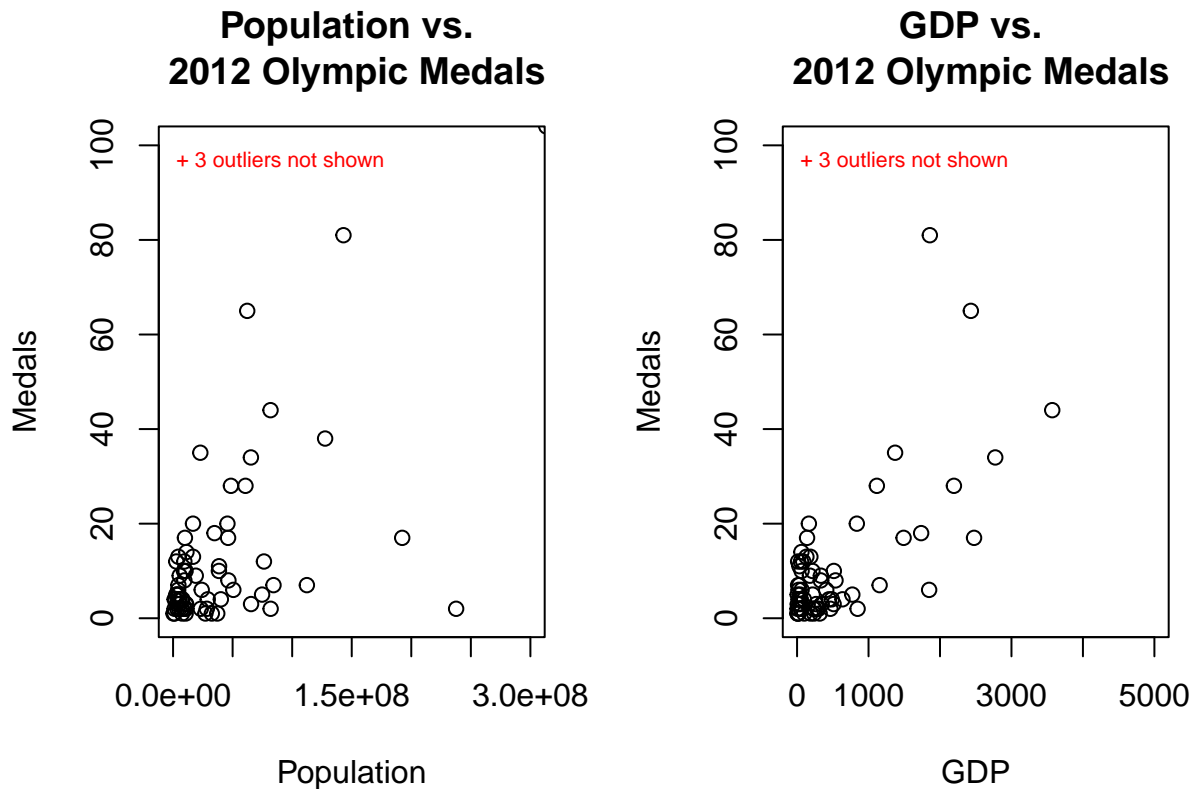 Population vs.
2012 Olympic Medals
100
80
60
40
20
0
Medals
+ 3 outliers not shown
0.0e+00 1.5e+08 3.0e+08
Population
GDP vs.
2012 Olympic Medals
100
80
60
40
20
0
Medals
+ 3 outliers not shown
0 1000 3000 5000
GDP